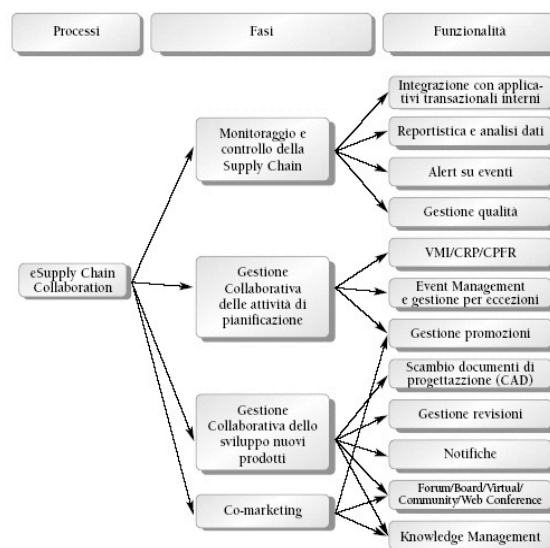 Processi
Fasi
Funzionalità
Monitoraggio e
controllo della
Supply Chain
Integrazione con applica-
tivi transazionali interni
Reportistica e analisi dati
Alert su eventi
Gestione qualità
eSupply Chain
Collaboration
Gestione
Collaborativa
delle attività di
pianificazione
VMI/CRP/CPFR
Event Management
e gestione per eccezioni
Gestione promozioni
Gestione
Collaborativa dello
sviluppo nuovi
prodotti
Scambio documenti di
progettazzione (CAD)
Gestione revisioni
Notifiche
Forum/Board/Virtual/
Community/Web Conference
Co-marketing
Knowledge Management